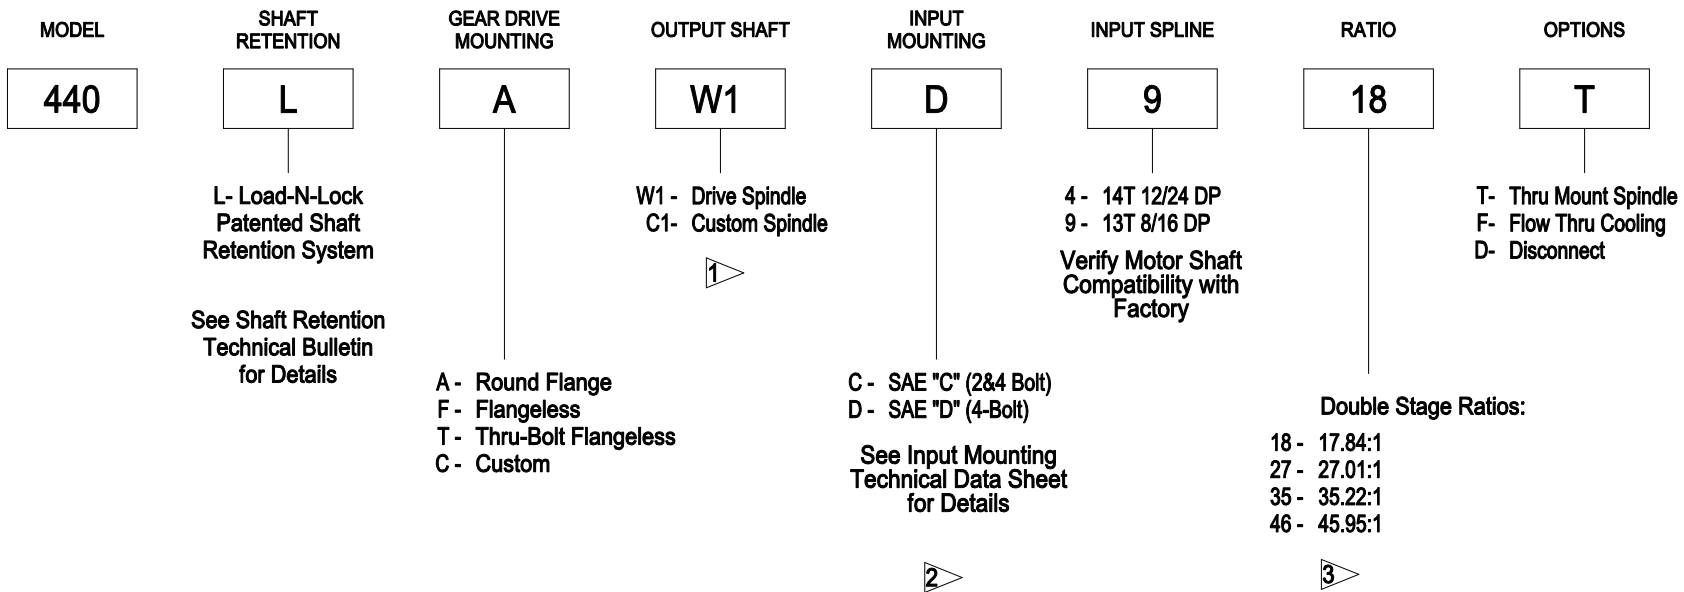 MODEL
SHAFT
RETENTION
GEAR DRIVE
MOUNTING
OUTPUT SHAFT
INPUT
MOUNTING
INPUT SPLINE
RATIO
OPTIONS
440
L
A
W1
D
9
18
T
L- Load-N-Lock
Patented Shaft
Retention System
See Shaft Retention
Technical Bulletin
for Details
A - Round Flange
F - Flangeless
T - Thru-Bolt Flangeless
C - Custom
W1 - Drive Spindle
C1- Custom Spindle
1
C - SAE "C" (2&4 Bolt)
D - SAE "D" (4-Bolt)
See Input Mounting
Technical Data Sheet
for Details
2
4 - 14T 12/24 DP
9 - 13T 8/16 DP
Verify Motor Shaft
Compatibility with
Factory
Double Stage Ratios:
18 - 17.84:1
27 - 27.01:1
35 - 35.22:1
46 - 45.95:1
3
T- Thru Mount Spindle
F- Flow Thru Cooling
D- Disconnect